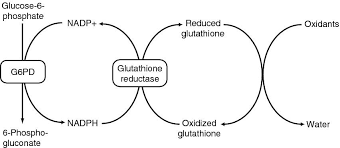 Glucose-6-
phosphate
NADP+
Reduced
glutathione
Oxidants
G6PD
Glutathione
reductase
6-Phospho-
gluconate
NADPH
Oxidized
glutathione
Water